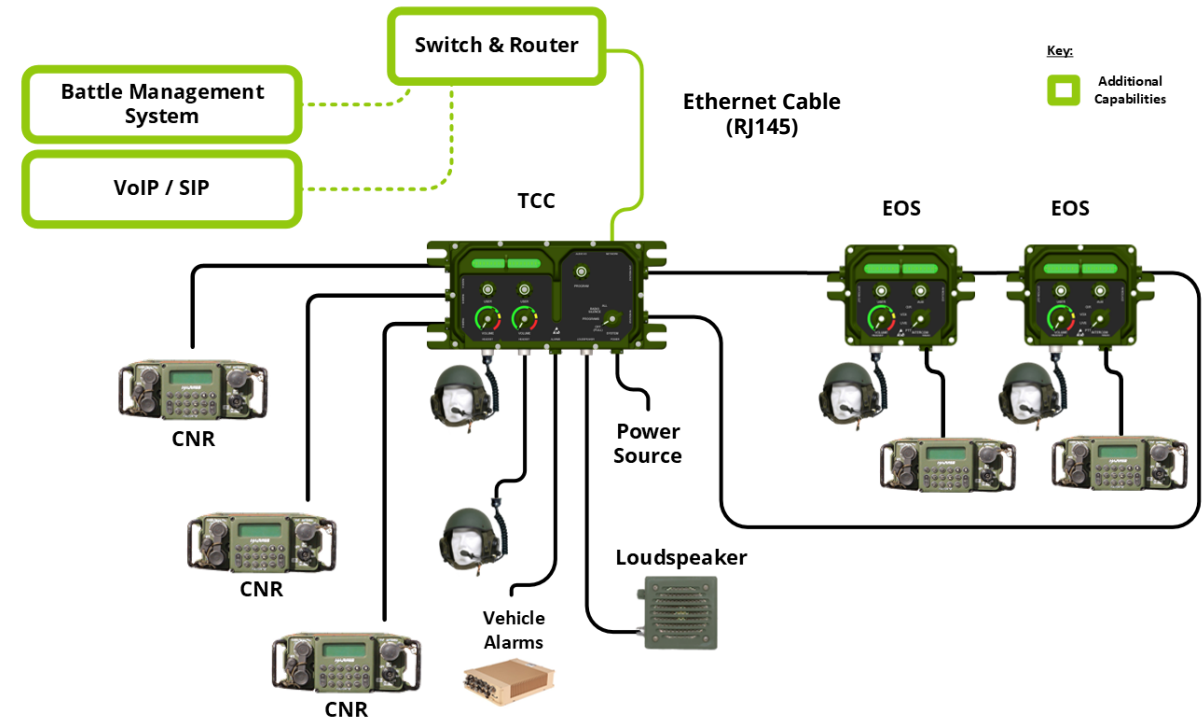 Switch & Router
Key:
Battle Management
System
Additional
Capabilities
Ethernet Cable
(RJ145)
VoIP / SIP
TCC
EOS
EOS
CNR
Power
Source
CNR
Loudspeaker
Vehicle
Alarms
CNR